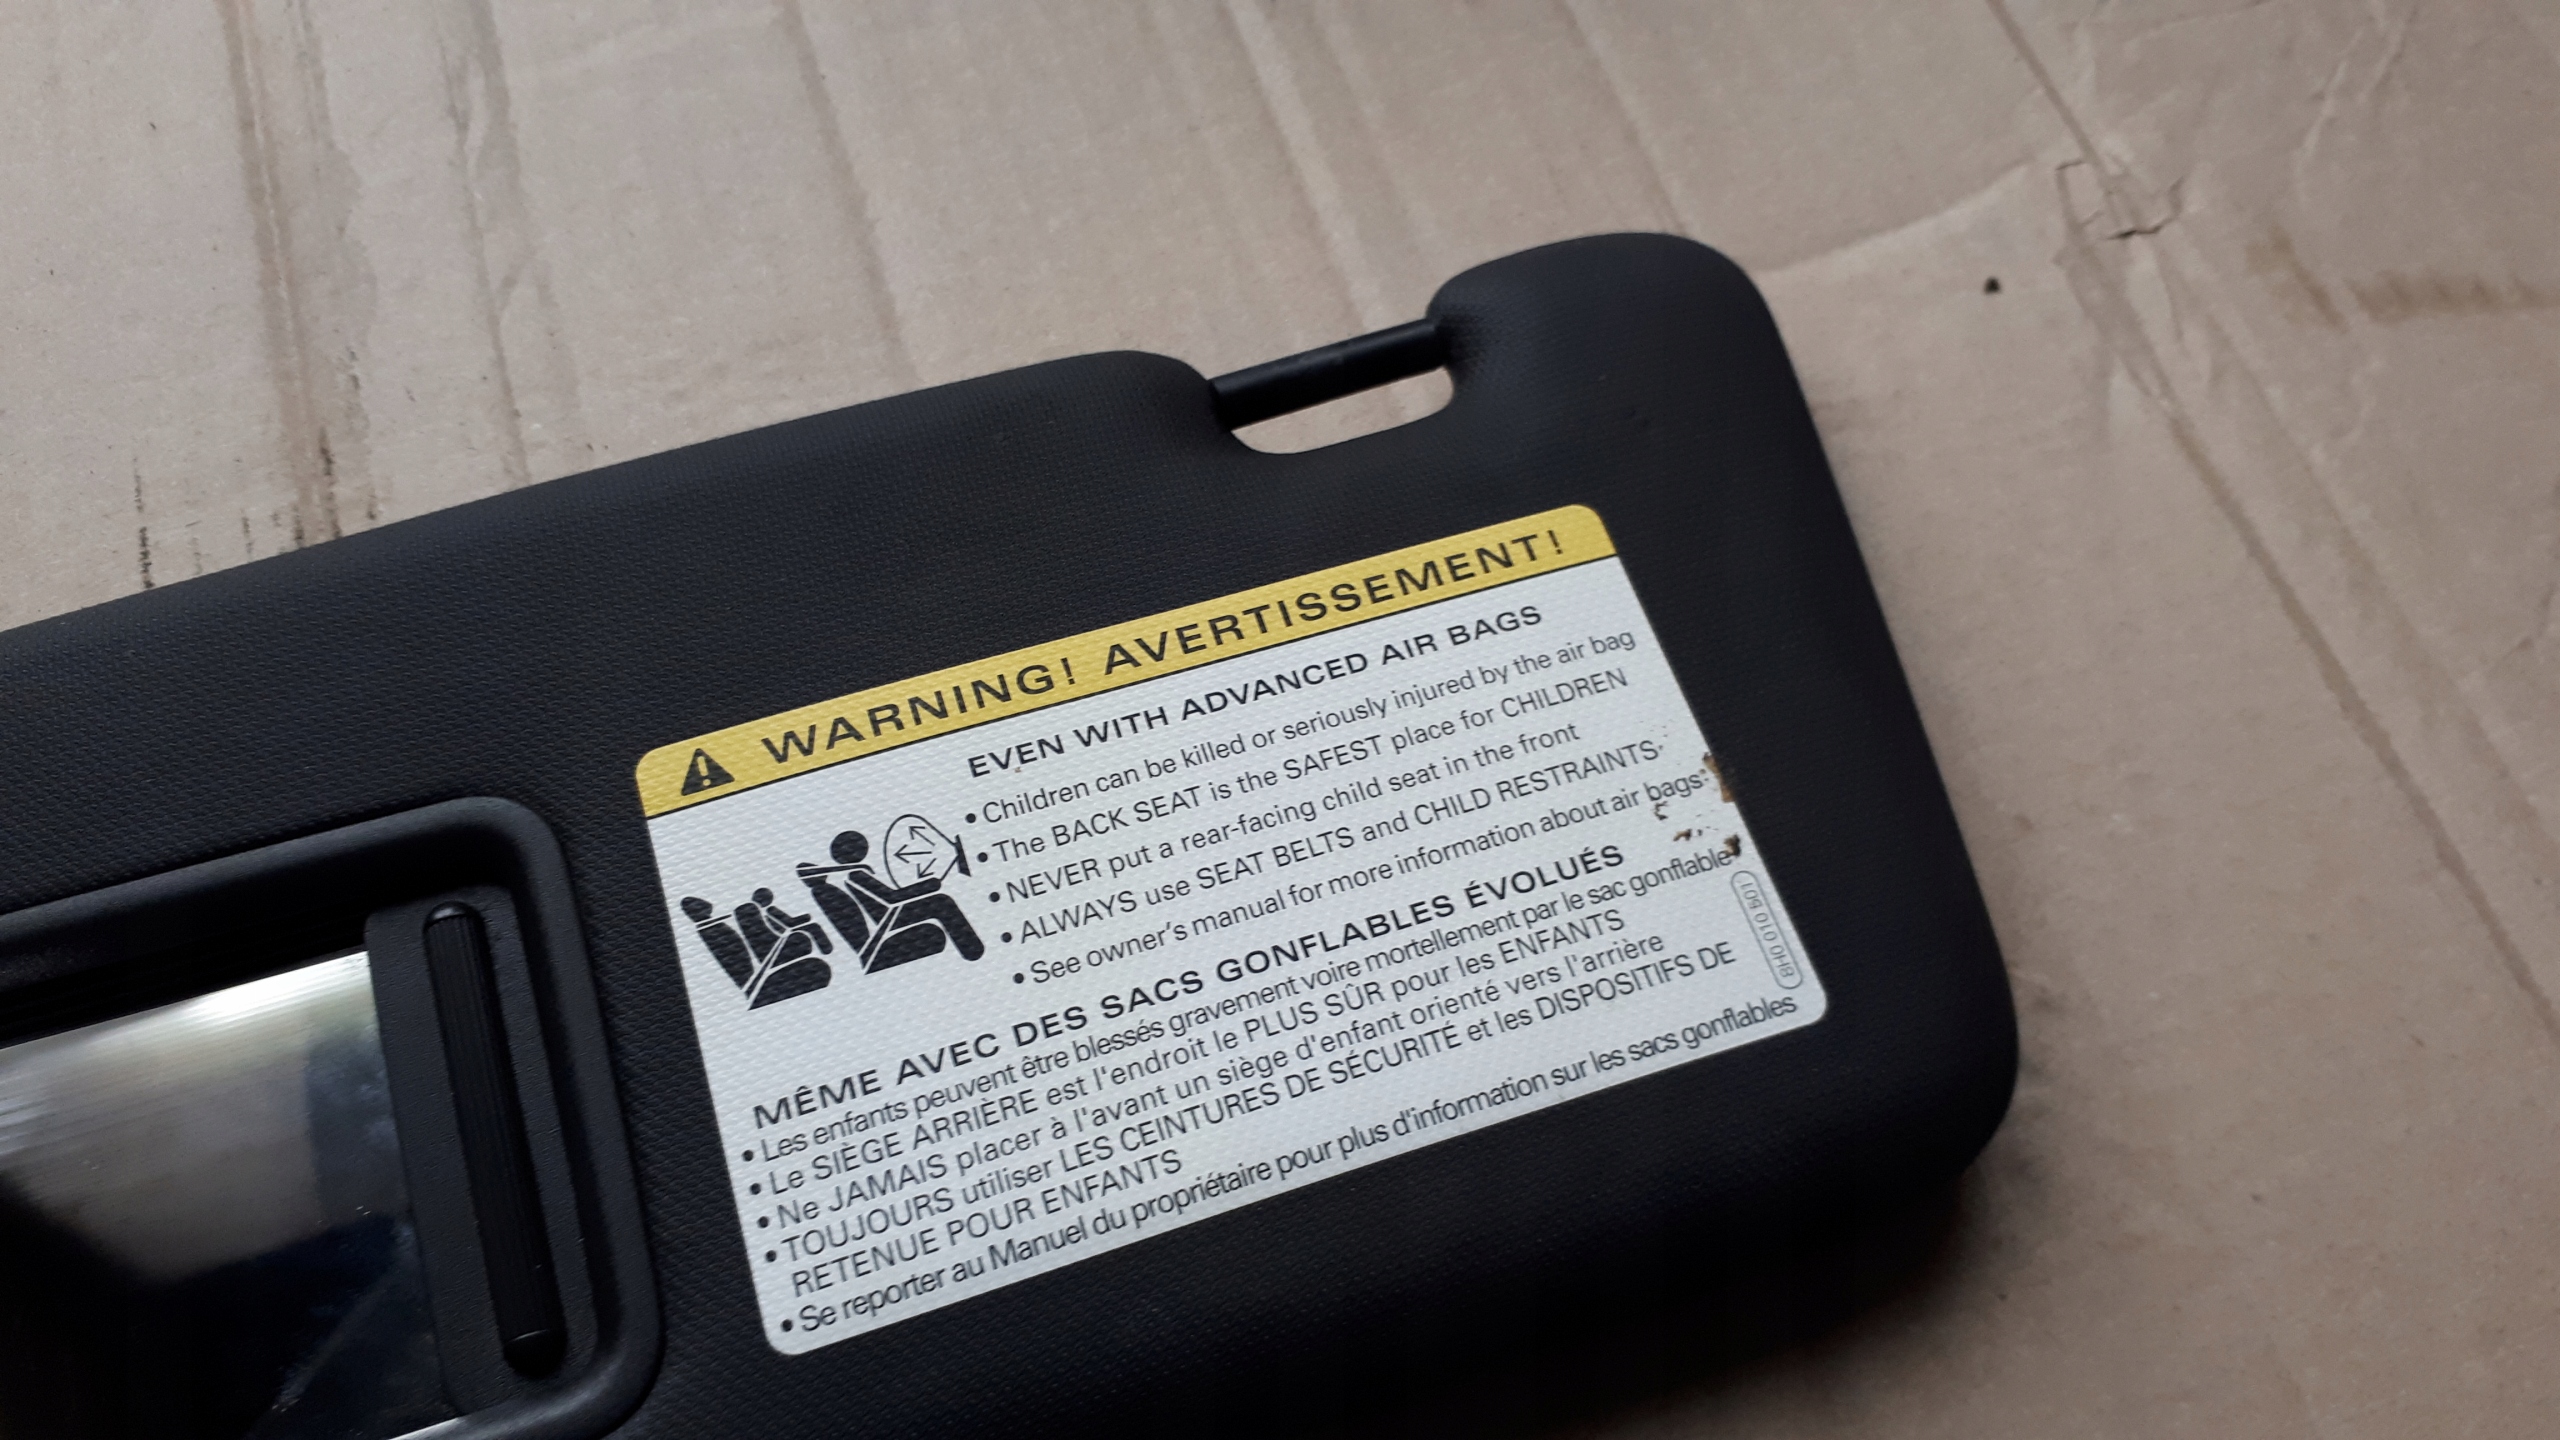 WARNING! AVERTISSEMENT!
EVEN WITH ADVANCED AIR BAGS
• Children can be killed or seriously injured by the air bag
• The BACK SEAT is the SAFEST place for CHILDREN
• NEVER put a rear-facing child seat in the front
• ALWAYS use SEAT BELTS and CHILD RESTRAINTS
• See owner's manual for more information about air bags
MÊME AVEC DES SACS GONFLABLES ÉVOLUÉS
• Les enfants peuvent être blessés gravement voire mortellement par le sac gonflable
• Le SIÈGE ARRIÈRE est l'endroit le PLUS SÛR pour les ENFANTS
• Ne JAMAIS placer à l'avant un siège d'enfant orienté vers l'arrière
• TOUJOURS utiliser LES CEINTURES DE SÉCURITÉ et les DISPOSITIFS DE
RETENUE POUR ENFANTS
• Se reporter au Manuel du propriétaire pour plus d'information sur les sacs gonflables
8H0 010 501